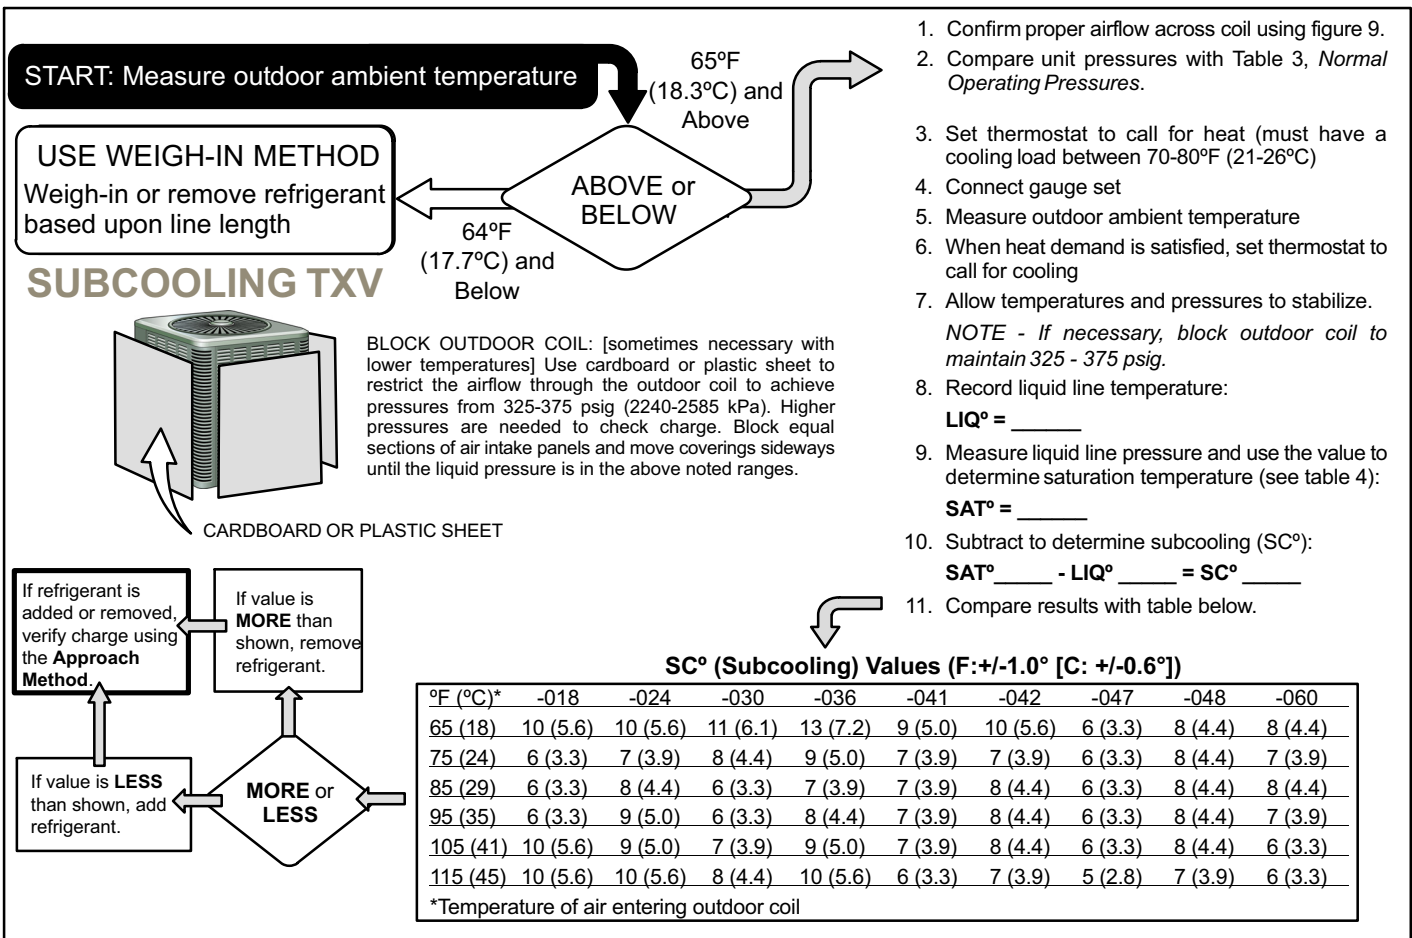 START: Measure outdoor ambient temperature
65ºF
(18.3ºC) and
Above
USE WEIGH-IN METHOD
Weigh-in or remove refrigerant
based upon line length
ABOVE or
BELOW
64ºF
(17.7ºC) and
Below
SUBCOOLING TXV
BLOCK OUTDOOR COIL: [sometimes necessary with
lower temperatures] Use cardboard or plastic sheet to
restrict the airflow through the outdoor coil to achieve
pressures from 325-375 psig (2240-2585 kPa). Higher
pressures are needed to check charge. Block equal
sections of air intake panels and move coverings sideways
until the liquid pressure is in the above noted ranges.
CARDBOARD OR PLASTIC SHEET
1. Confirm proper airflow across coil using figure 9.
2. Compare unit pressures with Table 3, Normal
Operating Pressures.
3. Set thermostat to call for heat (must have a
cooling load between 70-80ºF (21-26ºC)
4. Connect gauge set
5. Measure outdoor ambient temperature
6. When heat demand is satisfied, set thermostat to
call for cooling
7. Allow temperatures and pressures to stabilize.
NOTE - If necessary, block outdoor coil to
maintain 325 - 375 psig.
8. Record liquid line temperature:
LIQº = ______
9. Measure liquid line pressure and use the value to
determine saturation temperature (see table 4):
SATº = ______
10. Subtract to determine subcooling (SCº):
SATº_____ - LIQº _____ = SCº _____
11. Compare results with table below.
If refrigerant is
added or removed,
verify charge using
the Approach
Method.
If value is
MORE than
shown, remove
refrigerant.
If value is LESS
than shown, add
refrigerant.
MORE or
LESS
SCº (Subcooling) Values (F:+/-1.0° [C: +/-0.6°])
ºF (ºC)* -018 -024 -030 -036 -041 -042 -047 -048 -060
65 (18) 10 (5.6) 10 (5.6) 11 (6.1) 13 (7.2) 9 (5.0) 10 (5.6) 6 (3.3) 8 (4.4) 8 (4.4)
75 (24) 6 (3.3) 7 (3.9) 8 (4.4) 9 (5.0) 7 (3.9) 7 (3.9) 6 (3.3) 8 (4.4) 7 (3.9)
85 (29) 6 (3.3) 8 (4.4) 6 (3.3) 7 (3.9) 7 (3.9) 8 (4.4) 6 (3.3) 8 (4.4) 8 (4.4)
95 (35) 6 (3.3) 9 (5.0) 6 (3.3) 8 (4.4) 7 (3.9) 8 (4.4) 6 (3.3) 8 (4.4) 7 (3.9)
105 (41) 10 (5.6) 9 (5.0) 7 (3.9) 9 (5.0) 7 (3.9) 8 (4.4) 6 (3.3) 8 (4.4) 6 (3.3)
115 (45) 10 (5.6) 10 (5.6) 8 (4.4) 10 (5.6) 6 (3.3) 7 (3.9) 5 (2.8) 7 (3.9) 6 (3.3)
*Temperature of air entering outdoor coil